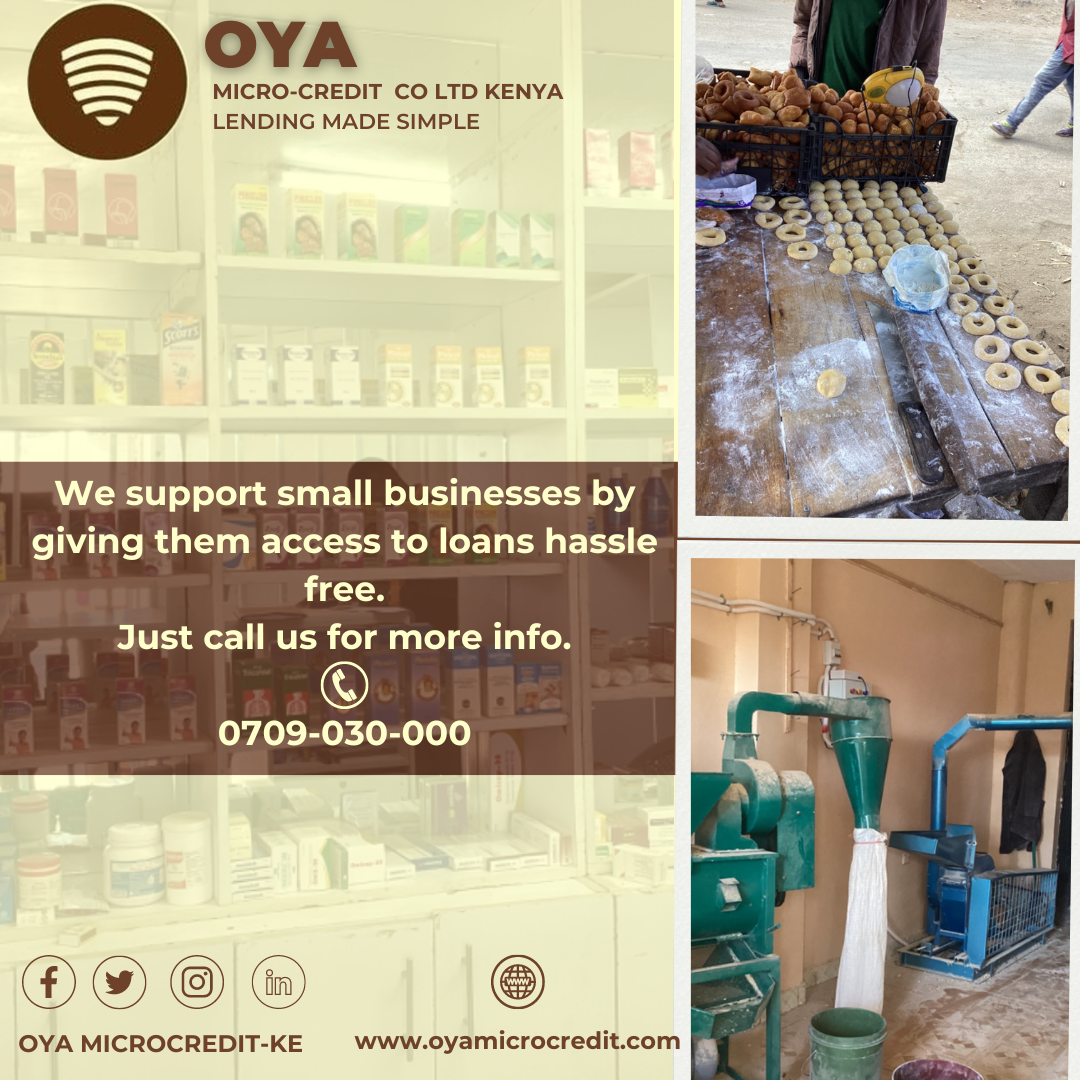 OYA
MICRO-CREDIT CO LTD KENYA
LENDING MADE SIMPLE
We support small businesses by
giving them access to loans hassle
free.
Just call us for more info.
0709-030-000
OYA MICROCREDIT-KE
www.oyamicrocredit.com